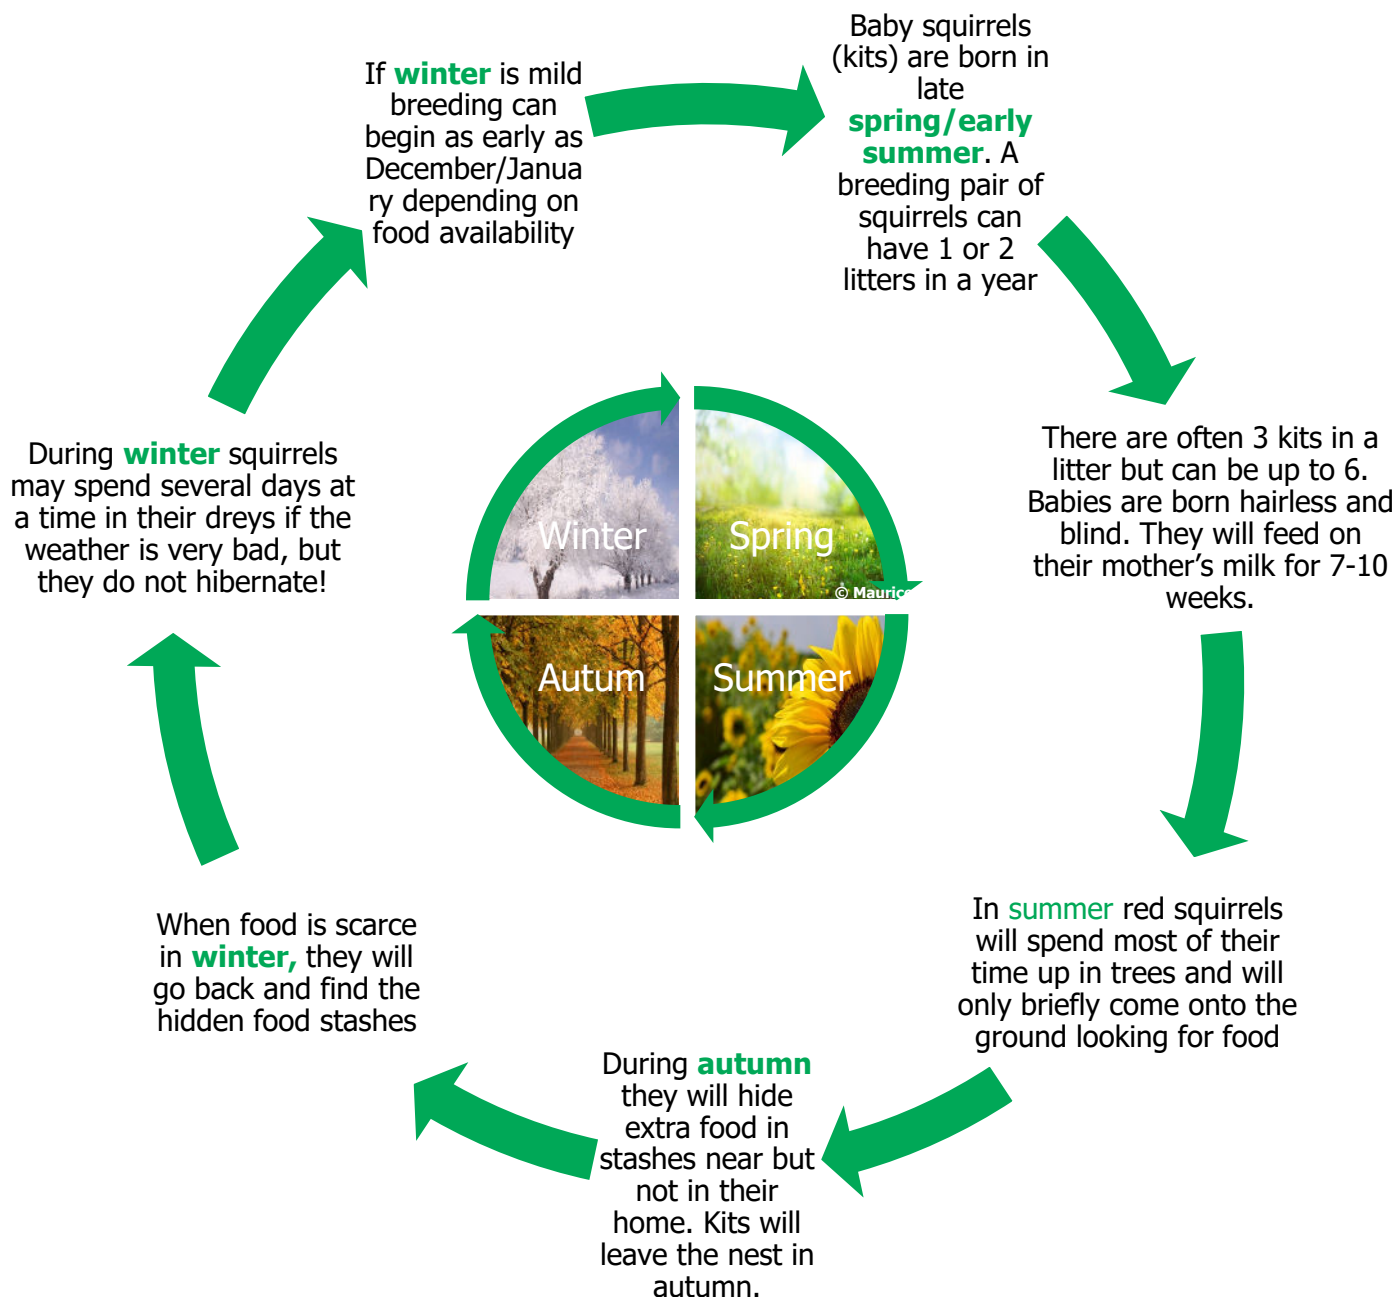 If winter is mild
breeding can
begin as early as
December/Janua
ry depending on
food availability
Baby squirrels
(kits) are born in
late
spring/early
summer. A
breeding pair of
squirrels can
have 1 or 2
litters in a year
There are often 3 kits in a
litter but can be up to 6.
Babies are born hairless and
blind. They will feed on
their mother’s milk for 7-10
weeks.
In summer red squirrels
will spend most of their
time up in trees and will
only briefly come onto the
ground looking for food
During autumn
they will hide
extra food in
stashes near but
not in their
home. Kits will
leave the nest in
autumn.
When food is scarce
in winter, they will
go back and find the
hidden food stashes
During winter squirrels
may spend several days at
a time in their dreys if the
weather is very bad, but
they do not hibernate!
Winter
Spring
© Maurice
Autum
Summer